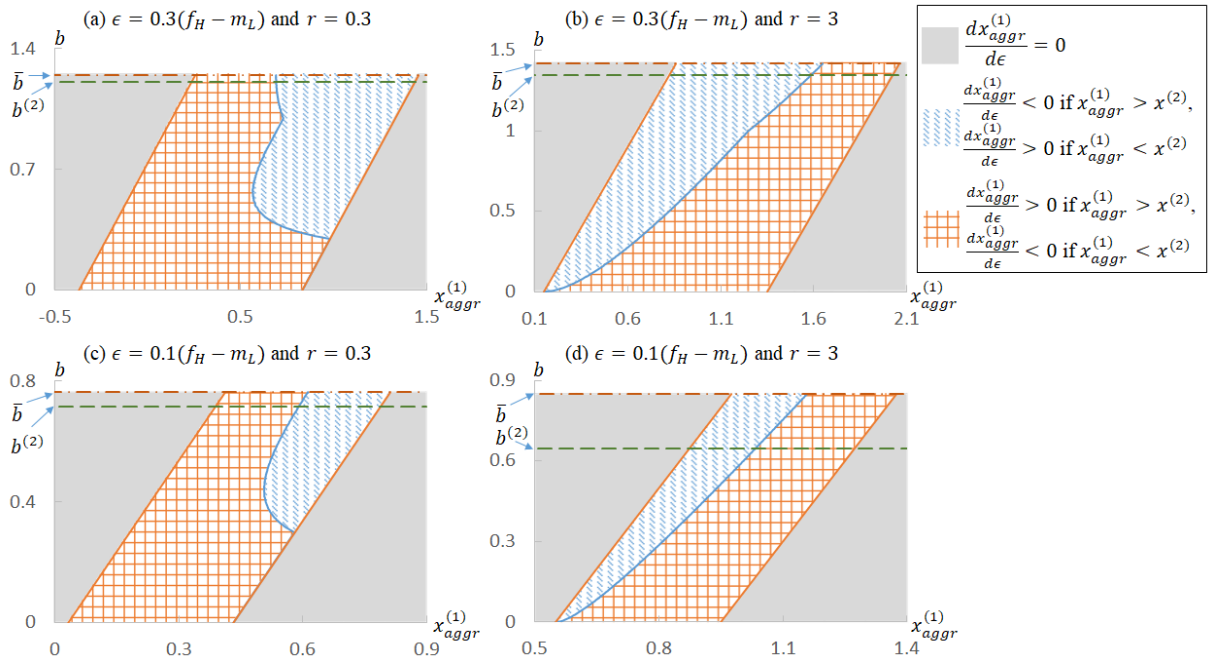 (a) ϵ = 0.3(f_H − m_L) and r = 0.3
b
1.4
b̅
b^(2)
0.7
0
x_aggr^(1)
-0.5
0.5
1.5
(b) ϵ = 0.3(f_H − m_L) and r = 3
b
1.5
b̅
b^(2)
1
0.5
0
x_aggr^(1)
0.1
0.6
1.1
1.6
2.1
dx_aggr^(1)/dϵ = 0
dx_aggr^(1)/dϵ < 0 if x_aggr^(1) > x^(2),
dx_aggr^(1)/dϵ > 0 if x_aggr^(1) < x^(2)
dx_aggr^(1)/dϵ > 0 if x_aggr^(1) > x^(2),
dx_aggr^(1)/dϵ < 0 if x_aggr^(1) < x^(2)
(c) ϵ = 0.1(f_H − m_L) and r = 0.3
b
0.8
b̅
b^(2)
0.4
0
x_aggr^(1)
0
0.3
0.6
0.9
(d) ϵ = 0.1(f_H − m_L) and r = 3
b
0.9
b̅
b^(2)
0.6
0.3
0
x_aggr^(1)
0.5
0.8
1.1
1.4